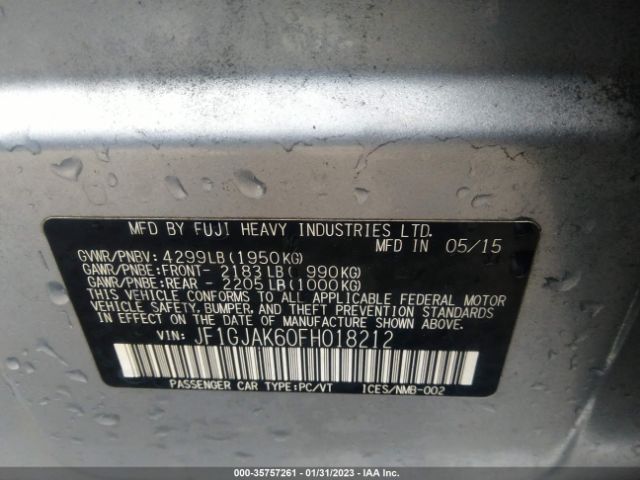 MFD BY FUJI HEAVY INDUSTRIES LTD.
MFD IN 05/15
GVWR/PNBV: 4299LB(1950KG)
GAWR/PNBE:FRONT- 2183LB( 990KG)
GAWR/PNBE:REAR - 2205LB(1000KG)
THIS VEHICLE CONFORMS TO ALL APPLICABLE FEDERAL MOTOR
VEHICLE SAFETY, BUMPER, AND THEFT PREVENTION STANDARDS
IN EFFECT ON THE DATE OF MANUFACTURE SHOWN ABOVE.
VIN: JF1GJAK60FH018212
PASSENGER CAR TYPE:PC/VT ICES/NMB-002
000-35757261 - 01/31/2023 - IAA Inc.